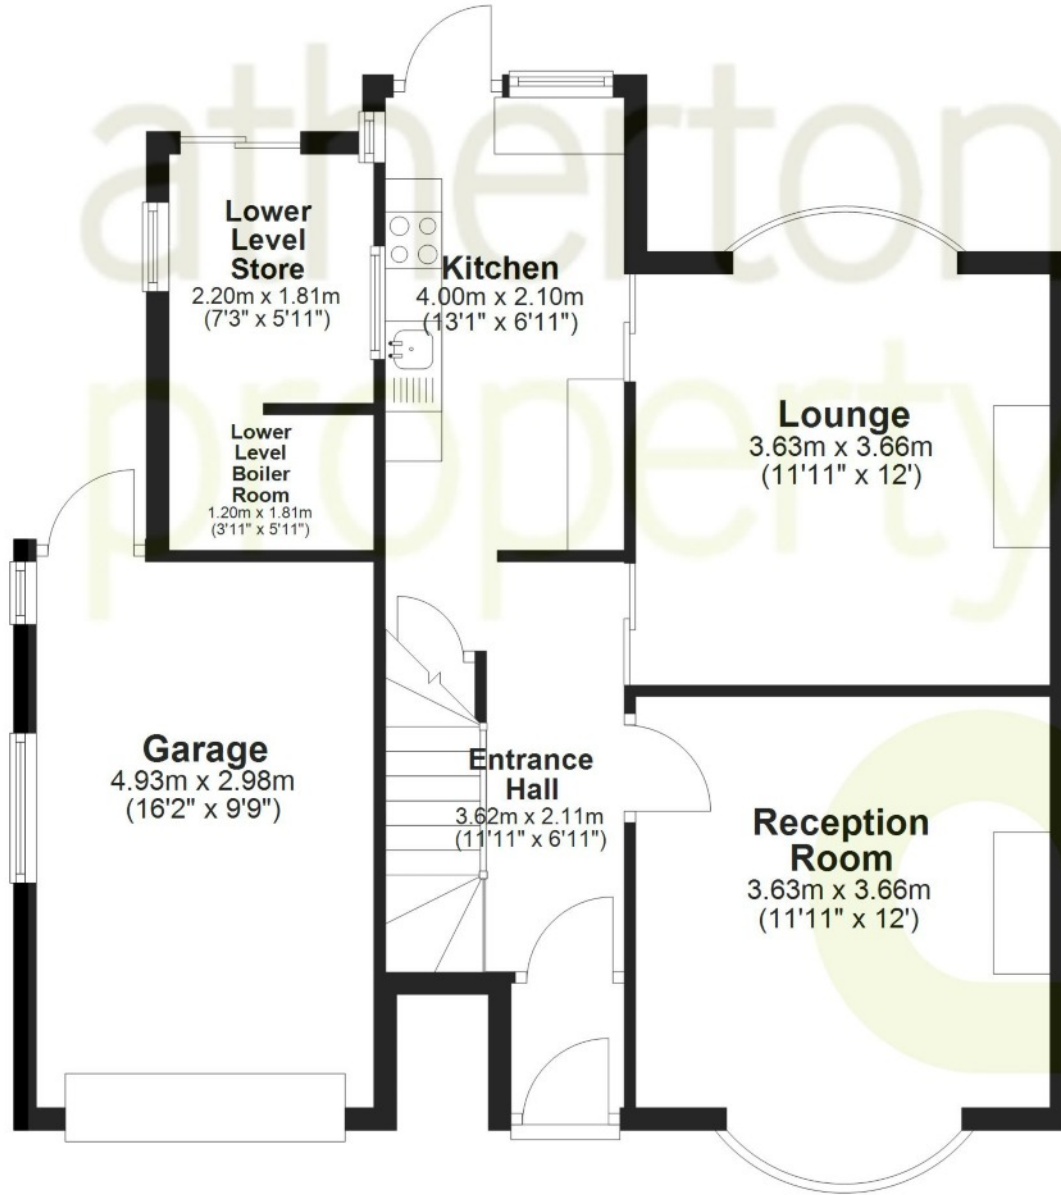 atherton
property
Lower
Level
Store
2.20m x 1.81m
(7'3" x 5'11")
Kitchen
4.00m x 2.10m
(13'1" x 6'11")
Lounge
3.63m x 3.66m
(11'11" x 12')
Lower
Level
Boiler
Room
1.20m x 1.81m
(3'11" x 5'11")
Garage
4.93m x 2.98m
(16'2" x 9'9")
Entrance
Hall
3.62m x 2.11m
(11'11" x 6'11")
Reception
Room
3.63m x 3.66m
(11'11" x 12')